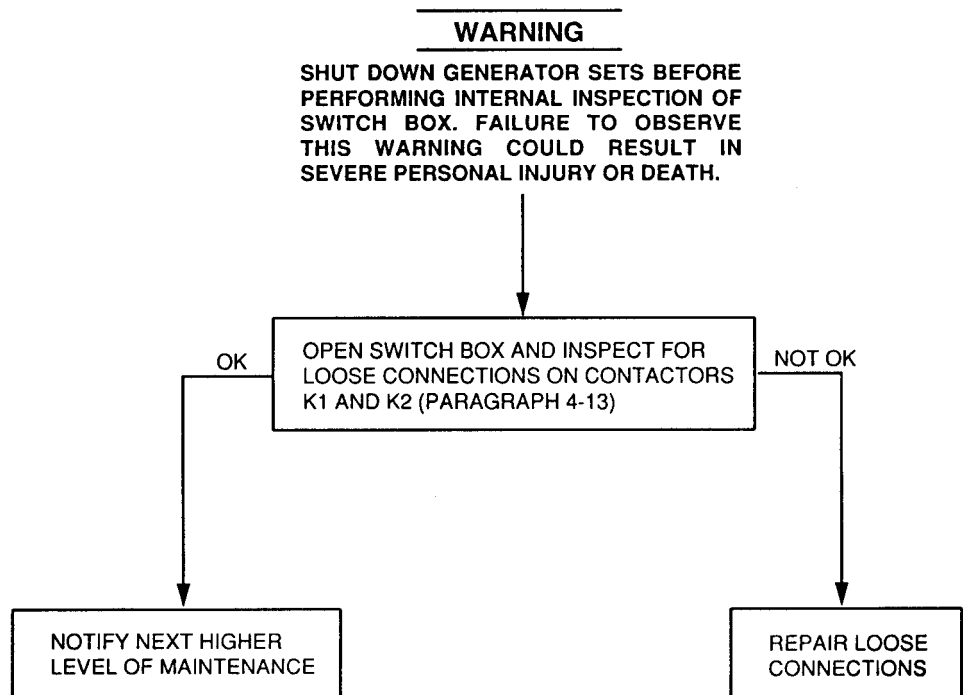 WARNING
SHUT DOWN GENERATOR SETS BEFORE
PERFORMING INTERNAL INSPECTION OF
SWITCH BOX. FAILURE TO OBSERVE
THIS WARNING COULD RESULT IN
SEVERE PERSONAL INJURY OR DEATH.
OK
OPEN SWITCH BOX AND INSPECT FOR
LOOSE CONNECTIONS ON CONTACTORS
K1 AND K2 (PARAGRAPH 4-13)
NOT OK
NOTIFY NEXT HIGHER
LEVEL OF MAINTENANCE
REPAIR LOOSE
CONNECTIONS